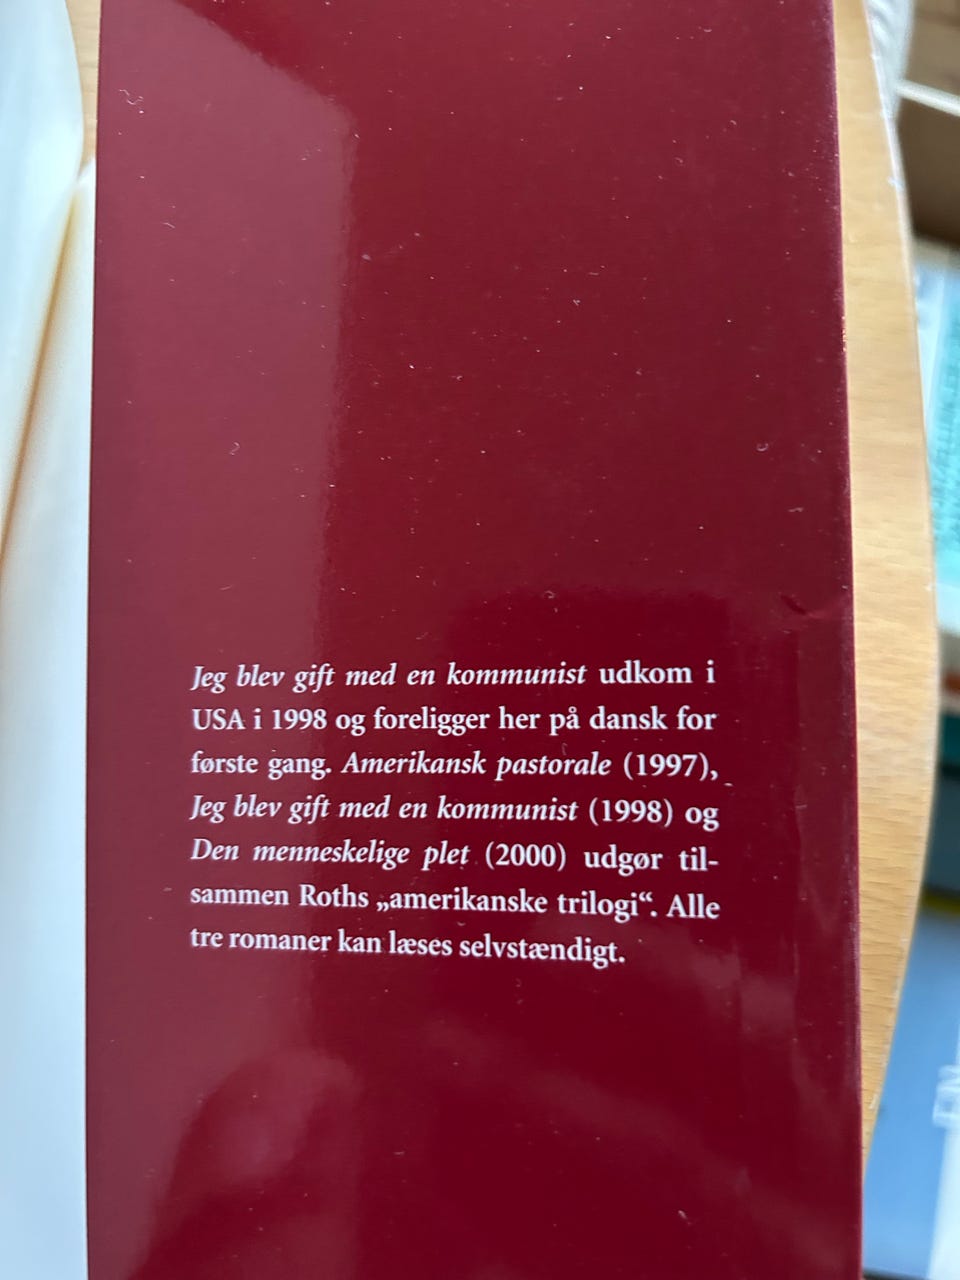 Jeg blev gift med en kommunist udkom i
USA i 1998 og foreligger her på dansk for
første gang. Amerikansk pastorale (1997),
Jeg blev gift med en kommunist (1998) og
Den menneskelige plet (2000) udgør til-
sammen Roths „amerikanske trilogi“. Alle
tre romaner kan læses selvstændigt.